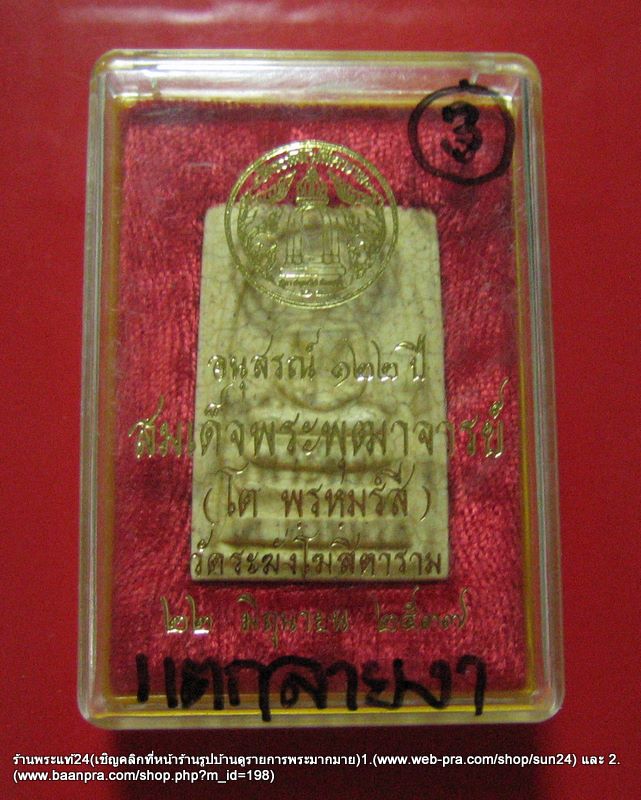 3
อนุสรณ์ ๑๒๒ ปี
สมเด็จพระพุฒาจารย์
(โต พรหฺมรํสี)
วัดระฆังโฆสิตาราม
๒๒ มิถุนายน ๒๕๓๗
แตกลายงา
ร้านพระแท้24(เชิญคลิกที่หน้าร้านรูปบ้านดูรายการพระมากมาย)1.(www.web-pra.com/shop/sun24) และ 2.
(www.baanpra.com/shop.php?m_id=198)